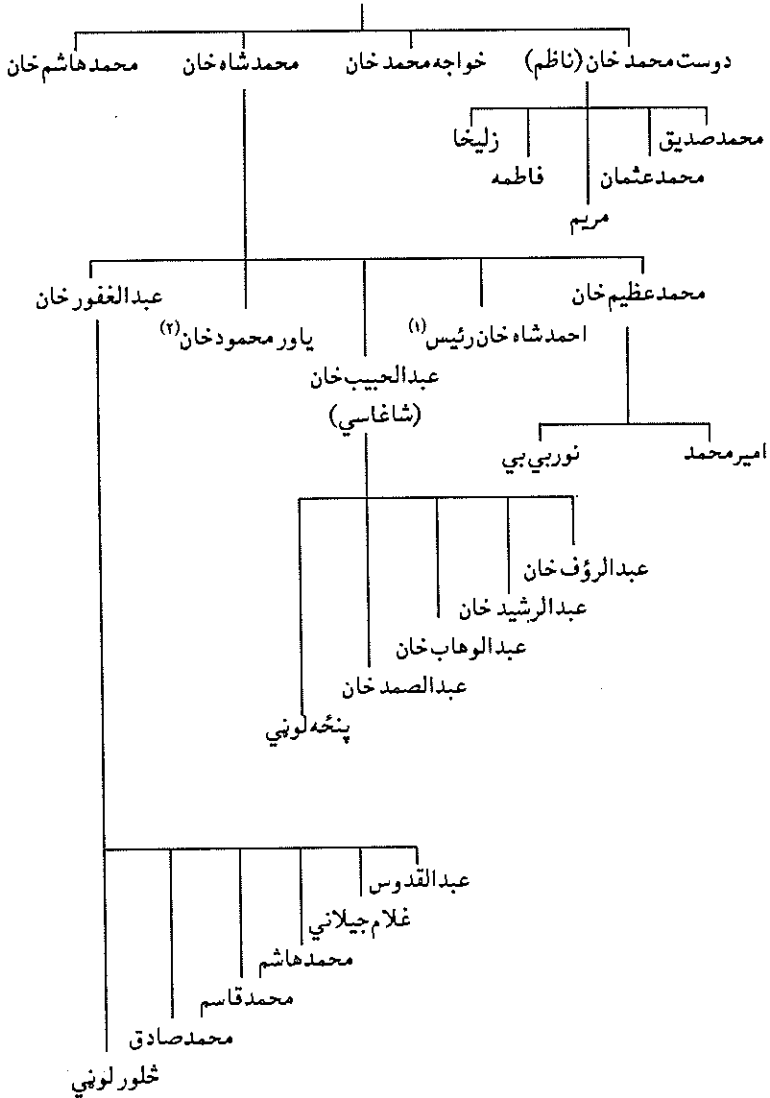 دوست محمد خان (ناظم) خواجه محمد خان محمد شاه خان محمد هاشم خان
محمد صدیق زلیخا
محمد عثمان فاطمه
مریم
محمد عظیم خان عبدالغفور خان
احمد شاه خان رئیس (۱) یاور محمود خان (۲)
عبدالحبیب خان
(شاغاسي)
امیر محمد نور بي بي
عبدالرؤف خان
عبدالرشید خان
عبدالوهاب خان
عبدالصمد خان
پنځه لوڼي
عبدالقدوس
غلام جیلاني
محمد هاشم
محمد قاسم
محمد صادق
څلور لوڼي